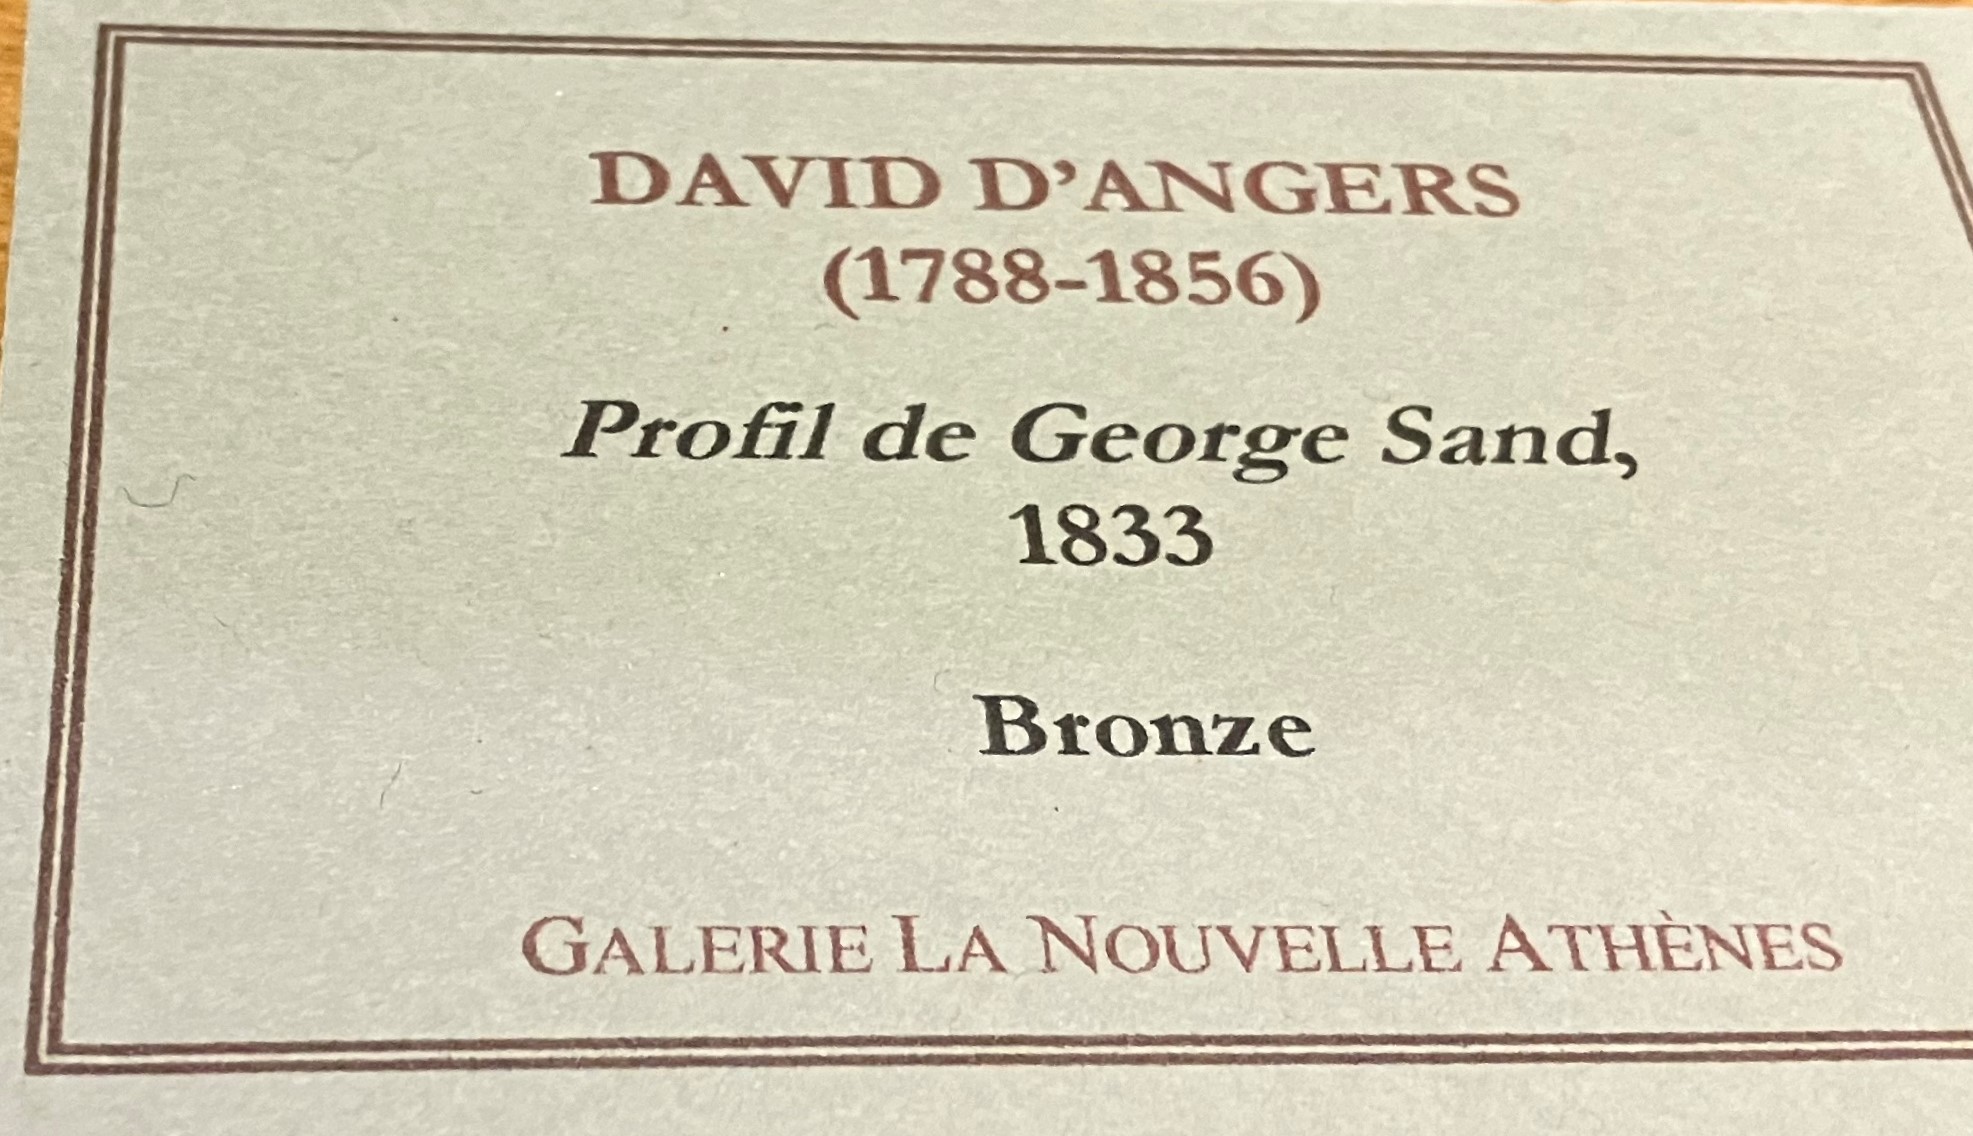 DAVID D’ANGERS
(1788-1856)
Profil de George Sand,
1833
Bronze
GALERIE LA NOUVELLE ATHÈNES